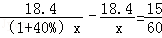 18.4/(1+40%) x - 18.4/x = 15/60